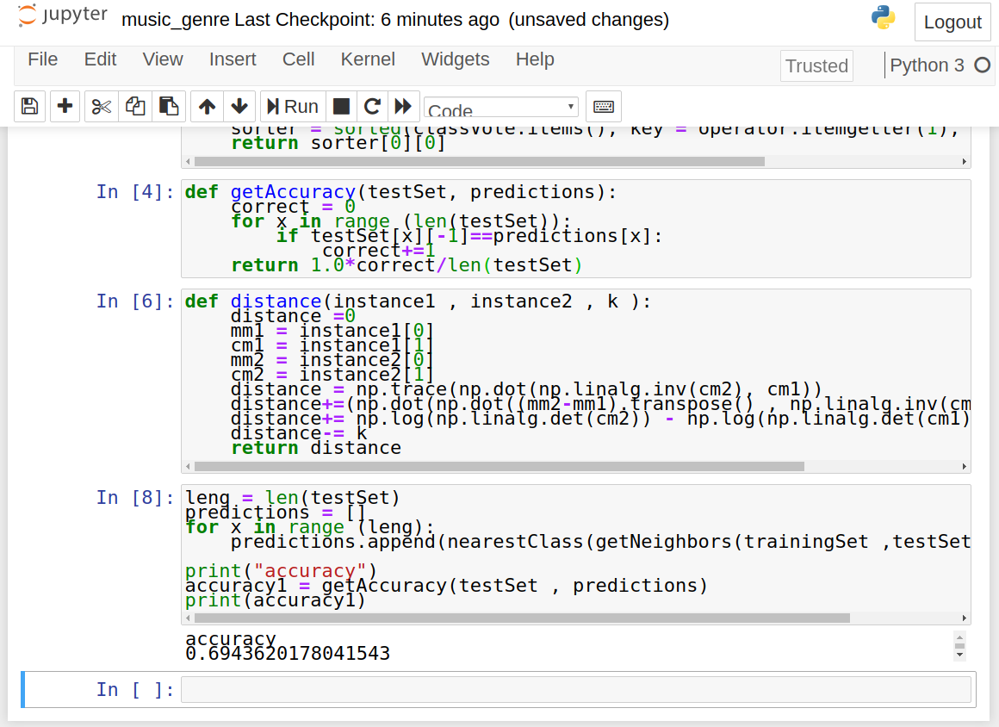 jupyter music_genre Last Checkpoint: 6 minutes ago (unsaved changes) Logout
File Edit View Insert Cell Kernel Widgets Help Trusted Python 3
Run Code
sorter = sorted(classVote.items(), key = operator.itemgetter(1),
return sorter[0][0]
In [4]: def getAccuracy(testSet, predictions):
correct = 0
for x in range (len(testSet)):
if testSet[x][-1]==predictions[x]:
correct+=1
return 1.0*correct/len(testSet)
In [6]: def distance(instance1 , instance2 , k ):
distance =0
mm1 = instance1[0]
cm1 = instance1[1]
mm2 = instance2[0]
cm2 = instance2[1]
distance = np.trace(np.dot(np.linalg.inv(cm2), cm1))
distance+=(np.dot(np.dot((mm2-mm1).transpose() , np.linalg.inv(cm
distance+= np.log(np.linalg.det(cm2)) - np.log(np.linalg.det(cm1)
distance-= k
return distance
In [8]: leng = len(testSet)
predictions = []
for x in range (leng):
predictions.append(nearestClass(getNeighbors(trainingSet ,testSet
print("accuracy")
accuracy1 = getAccuracy(testSet , predictions)
print(accuracy1)
accuracy
0.6943620178041543
In [ ]: